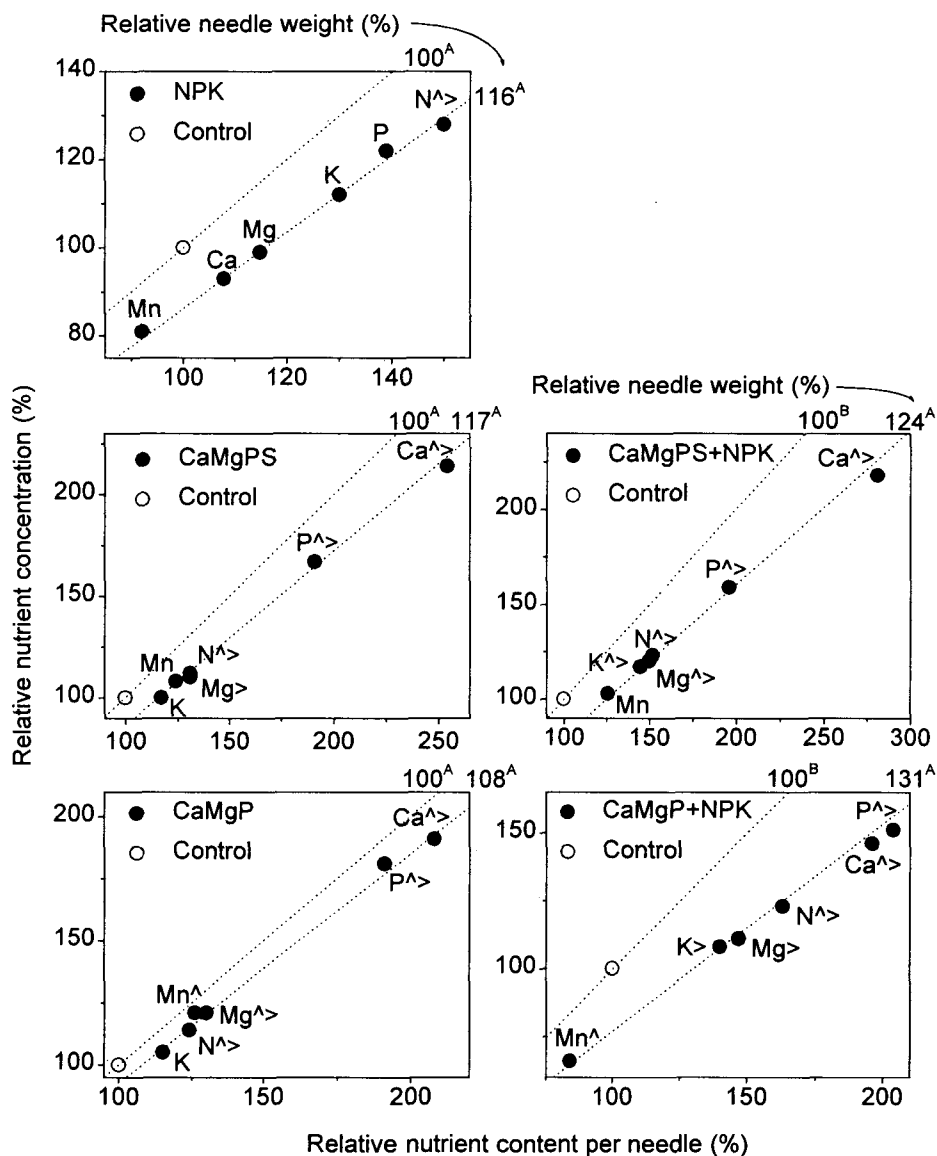 Relative needle weight (%)
100^A
140
NPK
116^A
N^>
Control
120
P
K
Mg
100
Ca
Mn
80
100 120 140
Relative needle weight (%)
Relative nutrient concentration (%)
100^A 117^A
CaMgPS
Ca^>
Control
200
P^>
150
Mn
N^>
Mg>
100
K
100 150 200 250
100^B 124^A
CaMgPS+NPK
Ca^>
Control
200
P^>
150
N^>
K^>
Mg^>
100
Mn
100 150 200 250 300
100^A 108^A
200
CaMgP
Ca^>
Control
P^>
150
Mn^
Mg^>
N^>
100
K
100 150 200
100^B 131^A
CaMgP+NPK
P^>
150
Control
Ca^>
N^>
K>
Mg>
100
Mn^
100 150 200
Relative nutrient content per needle (%)